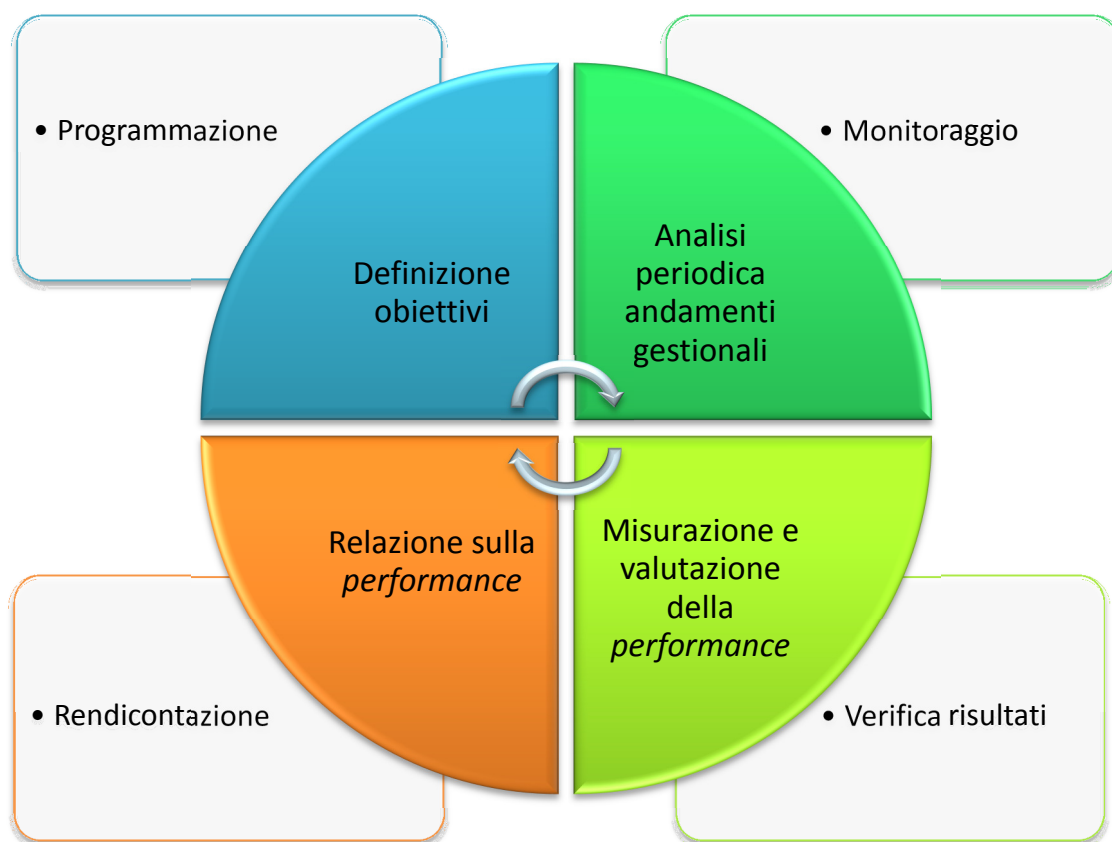 • Programmazione
• Monitoraggio
Definizione
obiettivi
Analisi
periodica
andamenti
gestionali
Relazione sulla
performance
Misurazione e
valutazione
della
performance
• Rendicontazione
• Verifica risultati